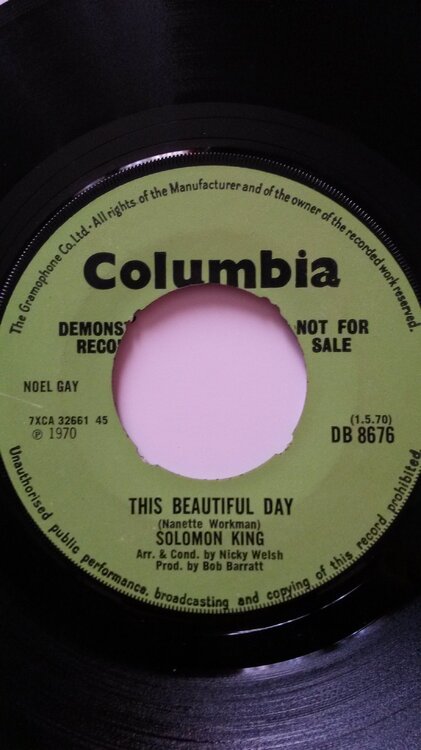 The Gramophone Co. Ltd · All rights of the Manufacturer and of the owner of the recorded work reserved.
Columbia
DEMONS NOT FOR
RECO SALE
NOEL GAY
7XCA 32661 45 (1.5.70)
℗ 1970 DB 8676
THIS BEAUTIFUL DAY
(Nanette Workman)
SOLOMON KING
Arr. & Cond. by Nicky Welsh
Prod. by Bob Barratt
Unauthorised public performance, broadcasting and copying of this record prohibited.